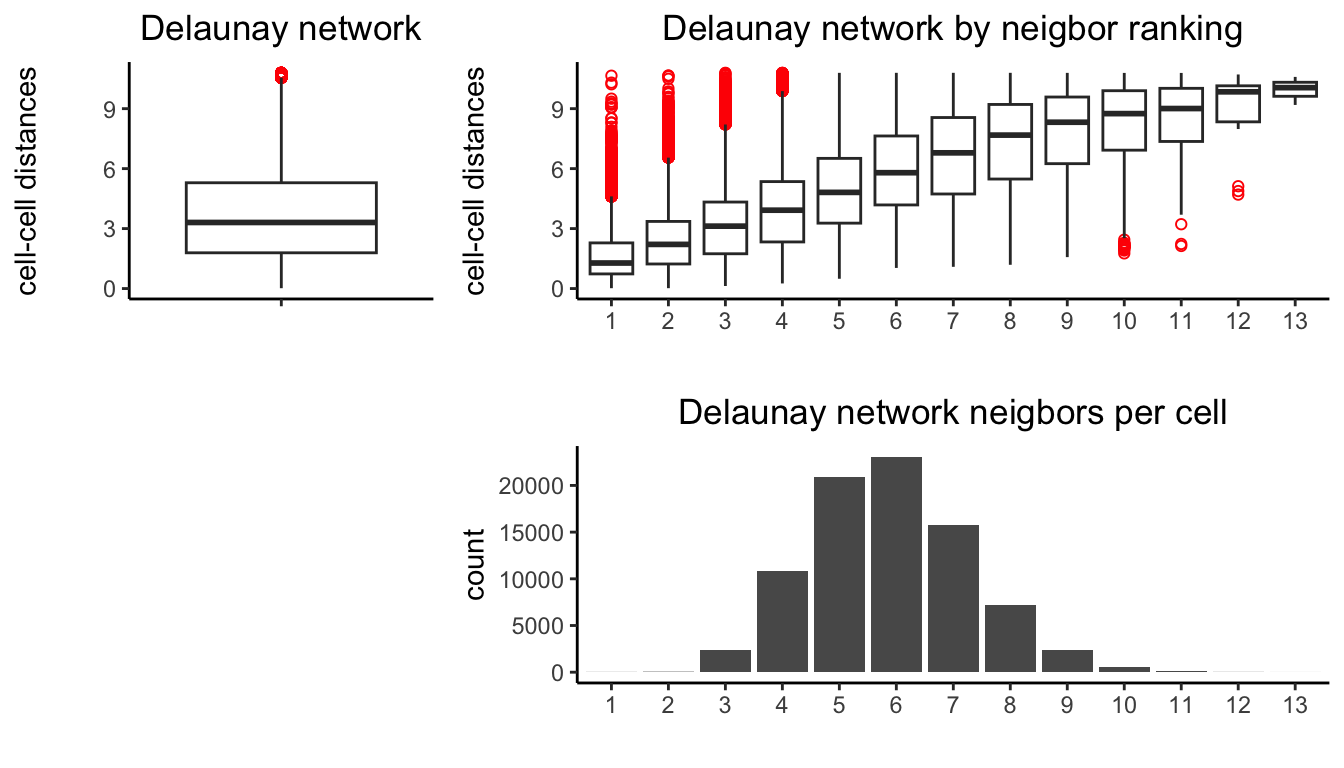 Delaunay network
cell-cell distances
9
6
3
0
Delaunay network by neigbor ranking
cell-cell distances
9
6
3
0
1 2 3 4 5 6 7 8 9 10 11 12 13
Delaunay network neigbors per cell
count
20000
15000
10000
5000
0
1 2 3 4 5 6 7 8 9 10 11 12 13